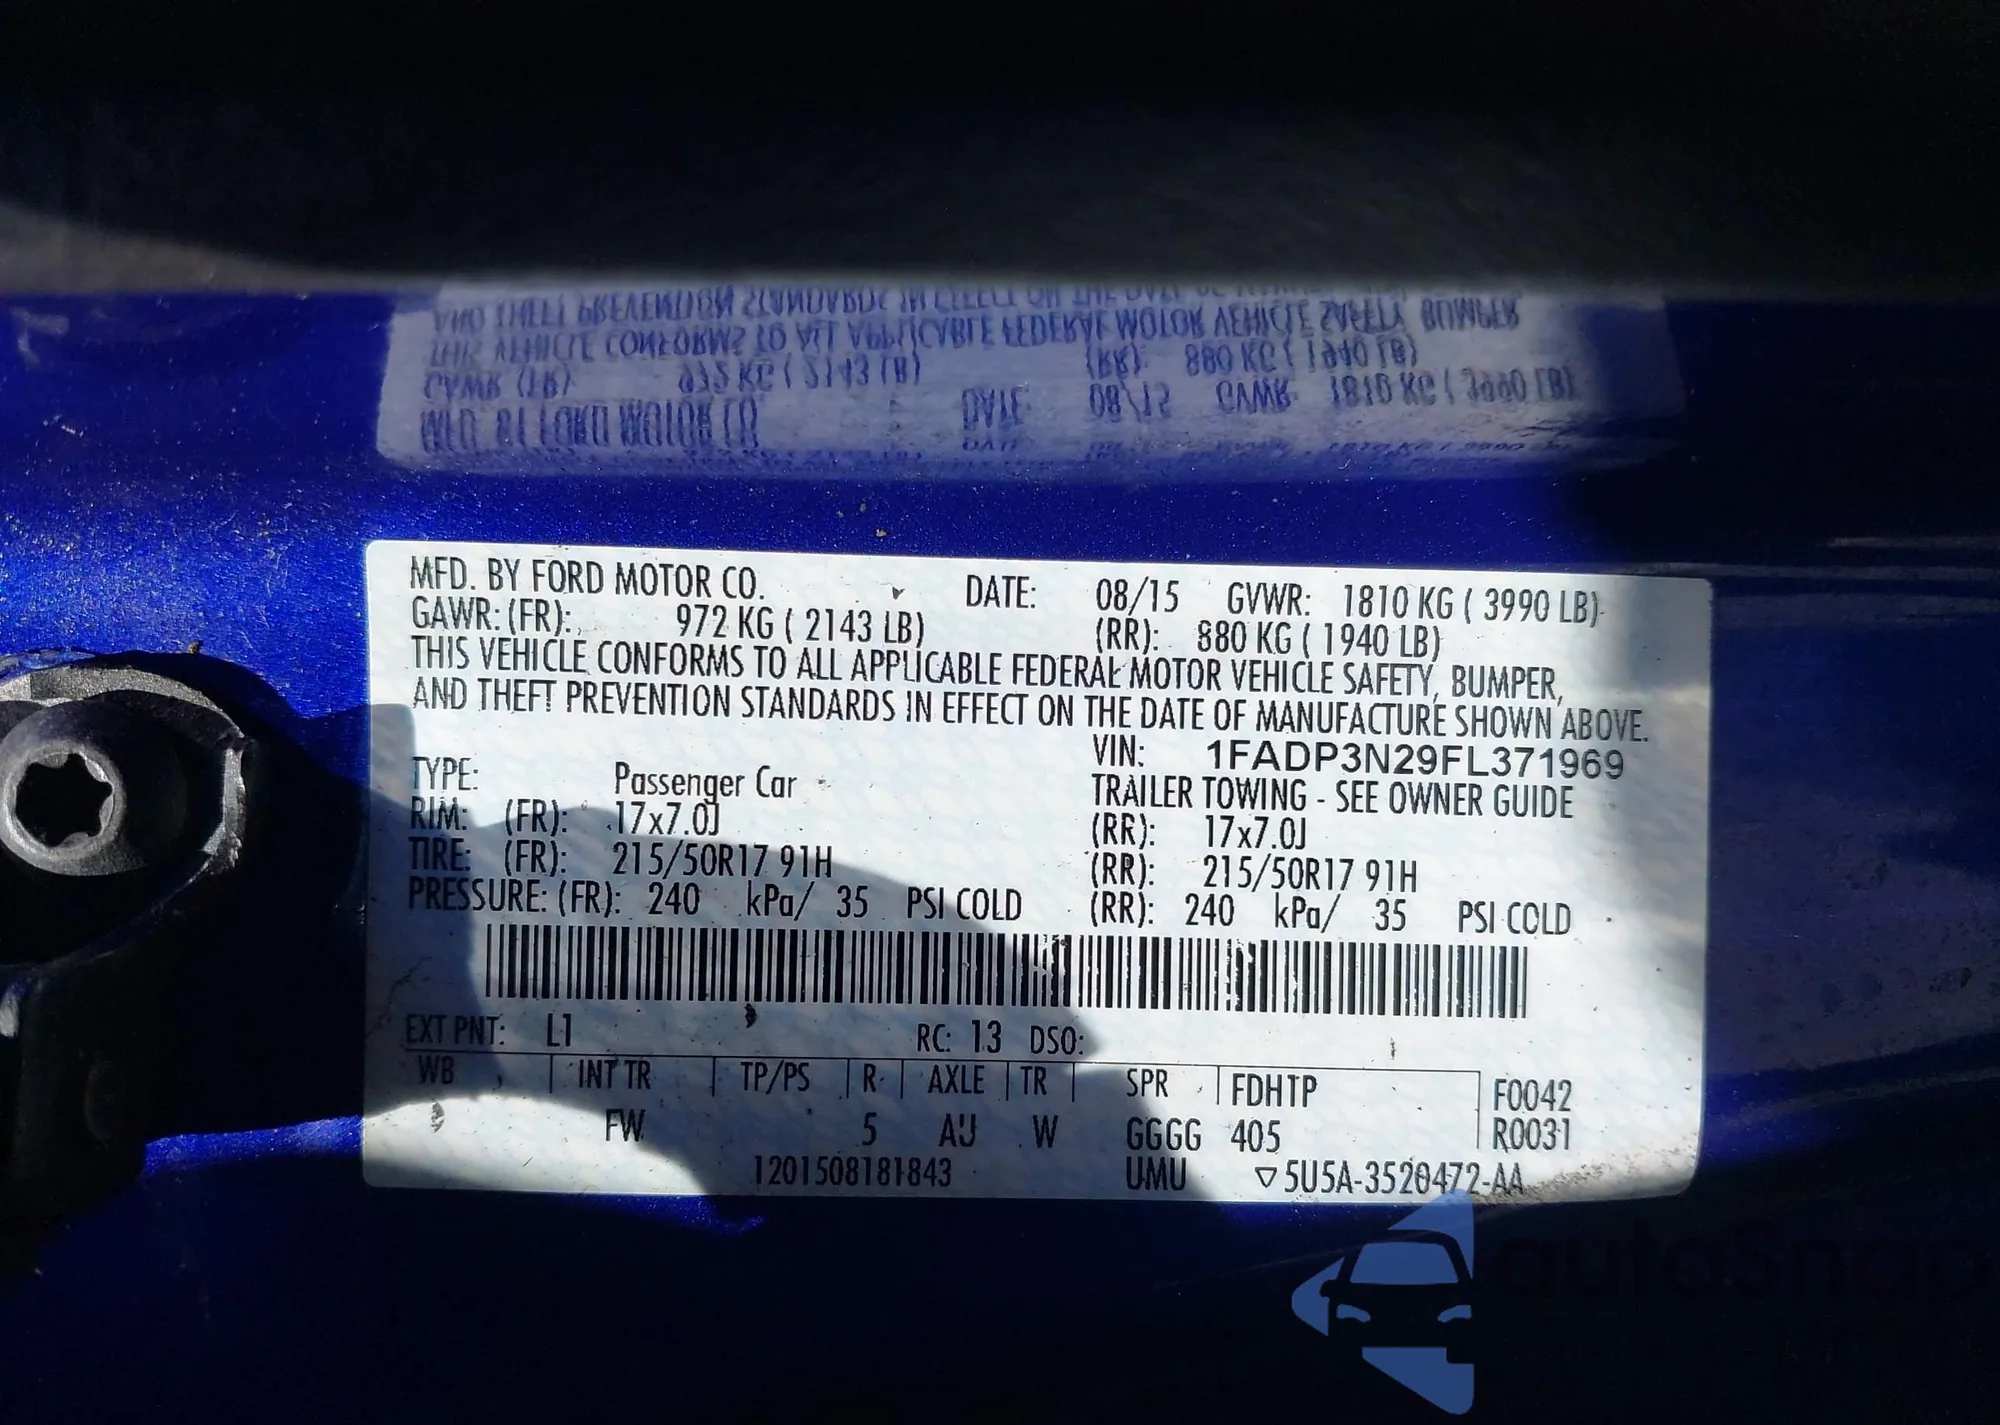 MFD. BY FORD MOTOR CO. DATE: 08/15 GVWR: 1810 KG ( 3990 LB)
GAWR: (FR): 972 KG ( 2143 LB) (RR): 880 KG ( 1940 LB)
THIS VEHICLE CONFORMS TO ALL APPLICABLE FEDERAL MOTOR VEHICLE SAFETY, BUMPER,
AND THEFT PREVENTION STANDARDS IN EFFECT ON THE DATE OF MANUFACTURE SHOWN ABOVE.
VIN: 1FADP3N29FL371969
TYPE: Passenger Car TRAILER TOWING - SEE OWNER GUIDE
RIM: (FR): 17x7.0J (RR): 17x7.0J
TIRE: (FR): 215/50R17 91H (RR): 215/50R17 91H
PRESSURE: (FR): 240 kPa/ 35 PSI COLD (RR): 240 kPa/ 35 PSI COLD
EXT PNT: L1 RC: 13 DSO:
WB INT TR TP/PS R AXLE TR SPR FDHTP F0042
FW 5 AU W GGGG 405 R0031
1201508181843 UMU ▽5U5A-3520472-AA
autoSnap